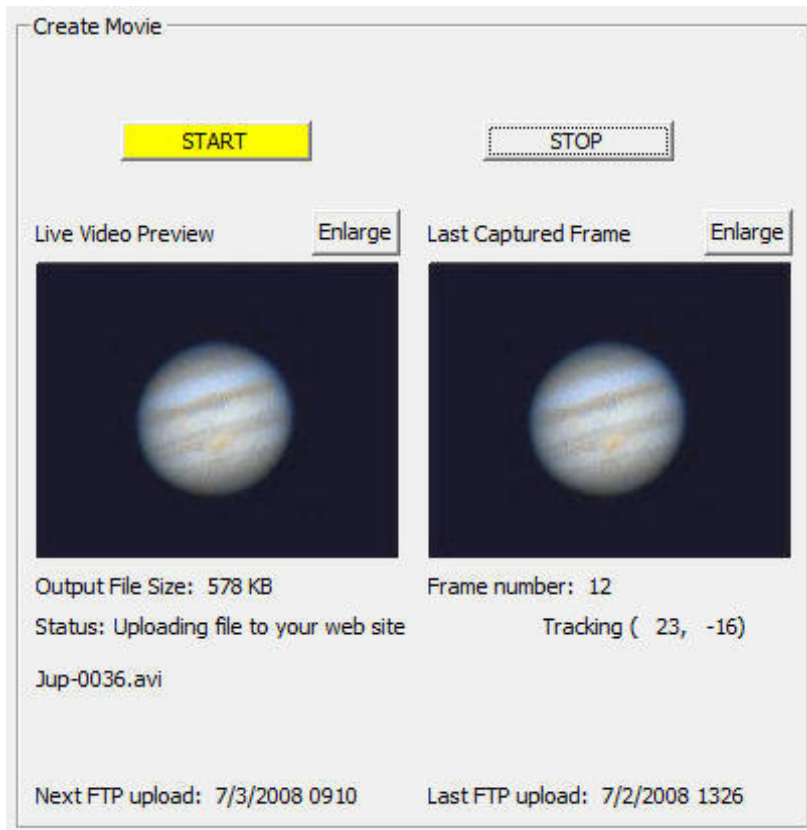 Create Movie
START STOP
Live Video Preview Enlarge Last Captured Frame Enlarge
Output File Size: 578 KB Frame number: 12
Status: Uploading file to your web site Tracking ( 23, -16)
Jup-0036.avi
Next FTP upload: 7/3/2008 0910 Last FTP upload: 7/2/2008 1326